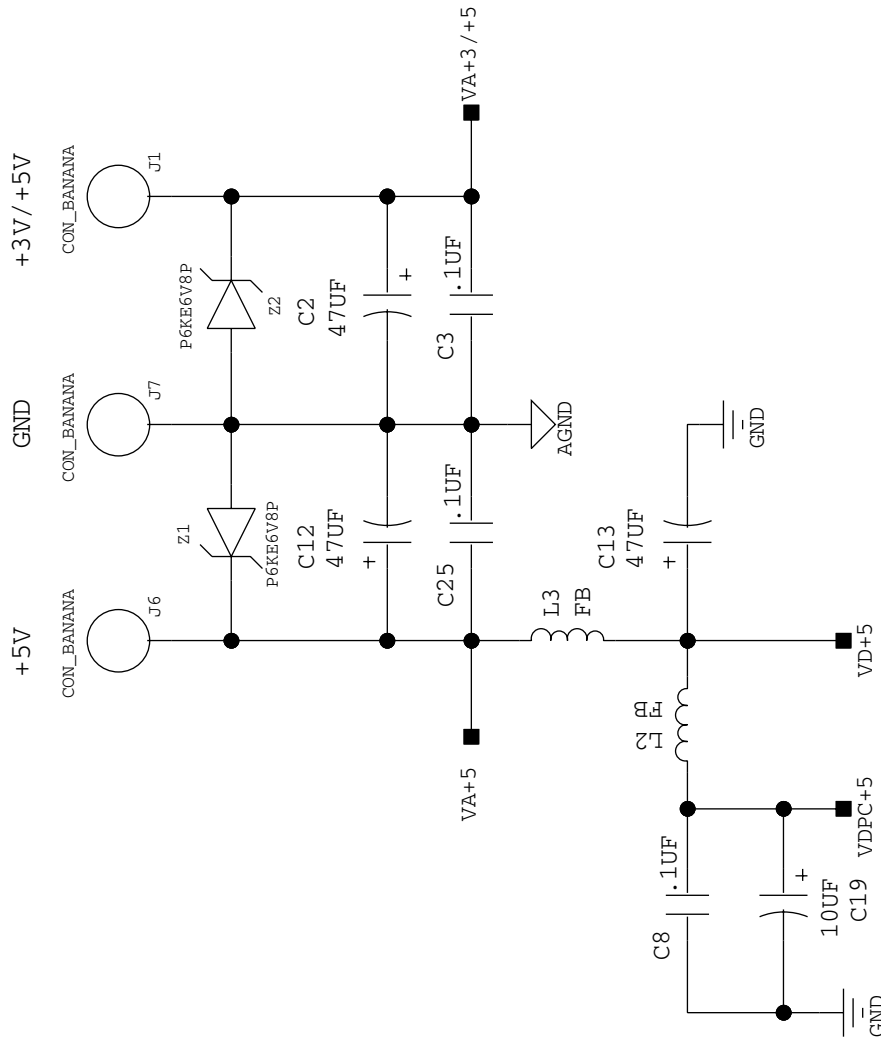 +3V/+5V
CON_BANANA
J1
GND
CON_BANANA
J7
+5V
CON_BANANA
J6
P6KE6V8P
Z2
Z1
P6KE6V8P
C2
47UF
+
C12
47UF
+
.1UF
C3
.1UF
C25
VA+3/+5
AGND
VA+5
L3
FB
C13
47UF
+
GND
L2
FB
VD+5
VDPC+5
.1UF
C8
+
10UF
C19
GND